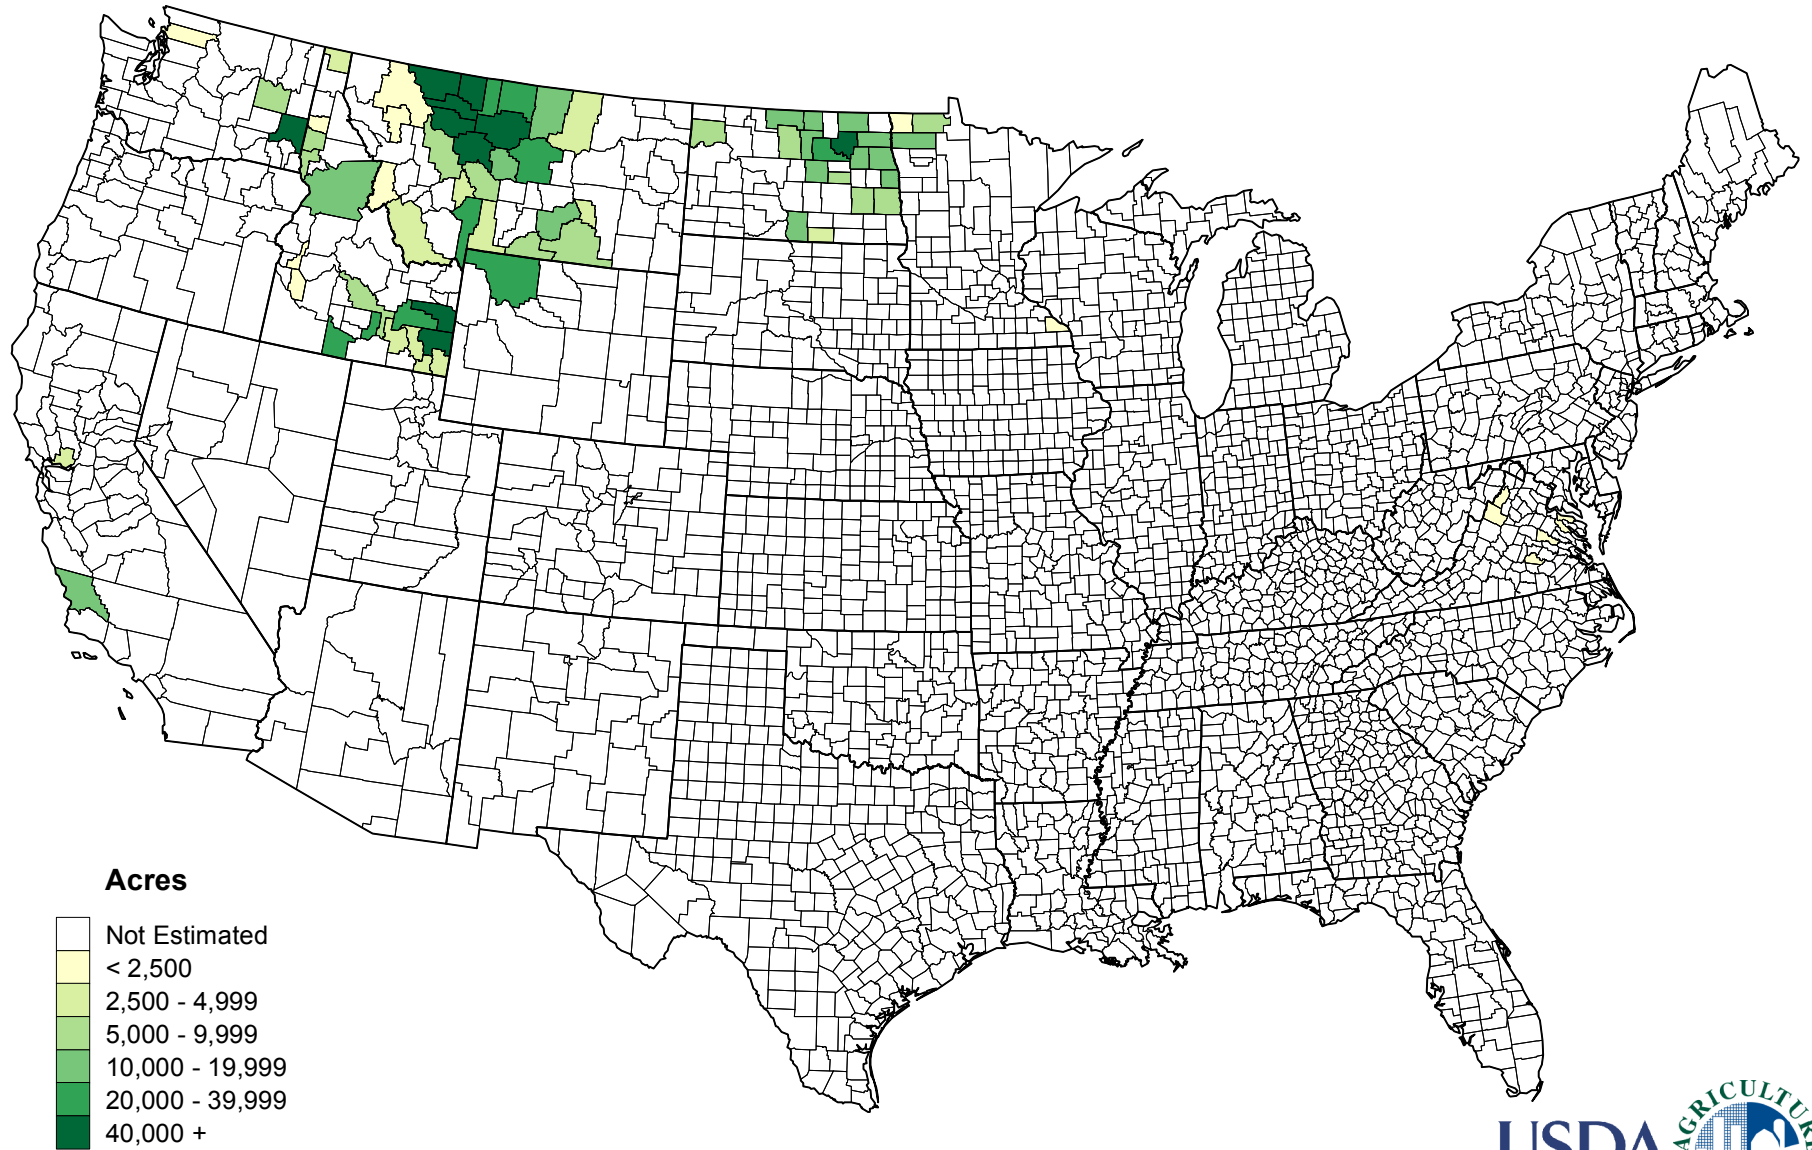 Acres
Not Estimated
< 2,500
2,500 - 4,999
5,000 - 9,999
10,000 - 19,999
20,000 - 39,999
40,000 +
USDA